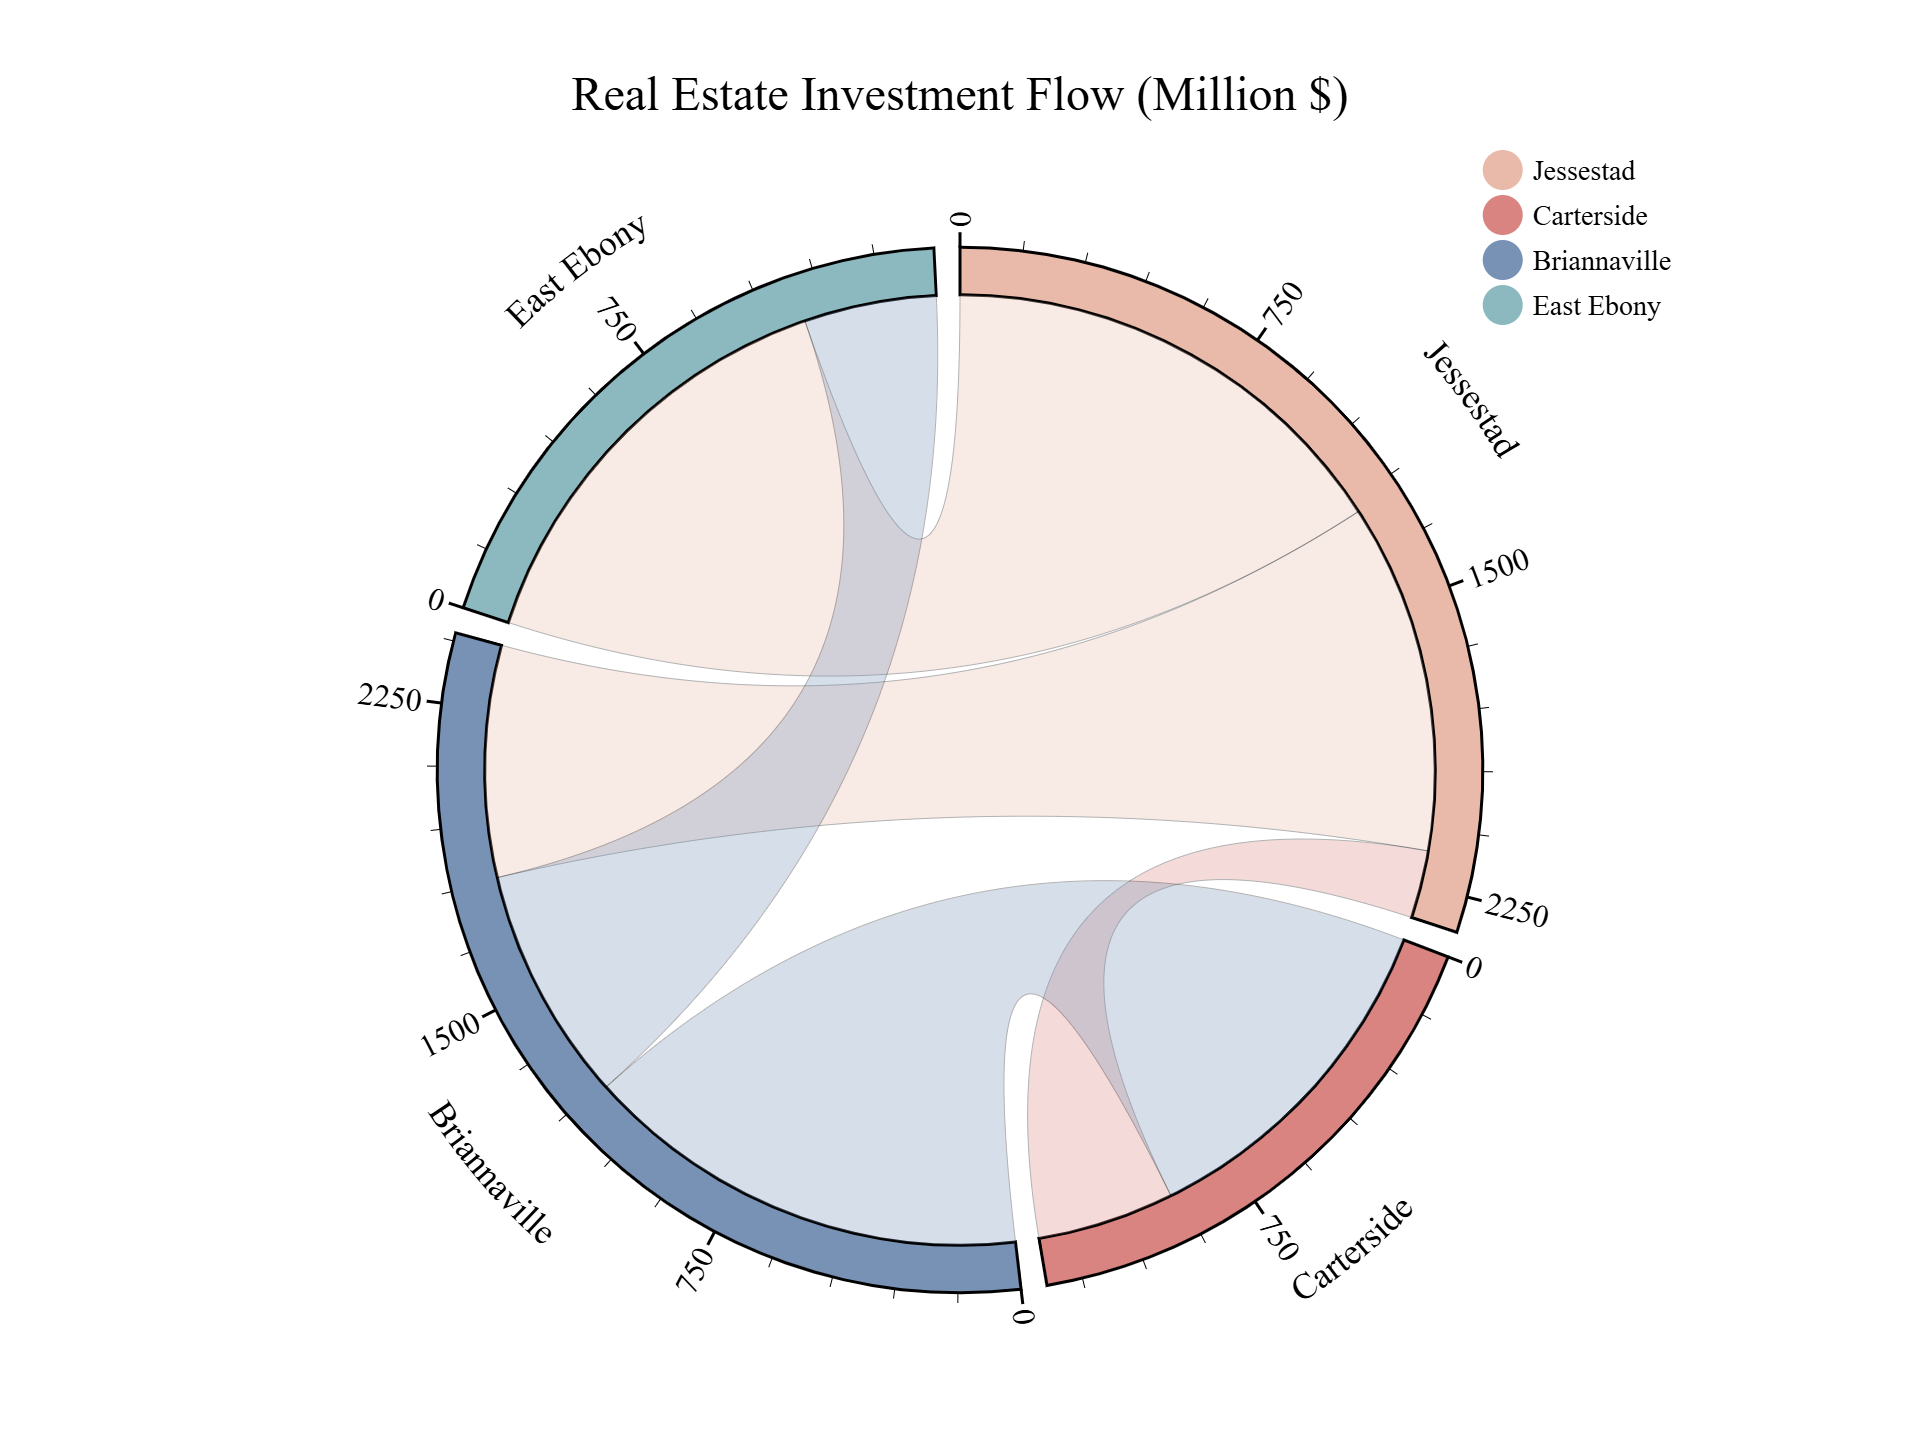 Real Estate Investment Flow (Million $)
Jessestad
Carterside
Briannaville
East Ebony
0
750
1500
2250
Jessestad
0
750
Carterside
0
750
1500
2250
Briannaville
0
750
East Ebony